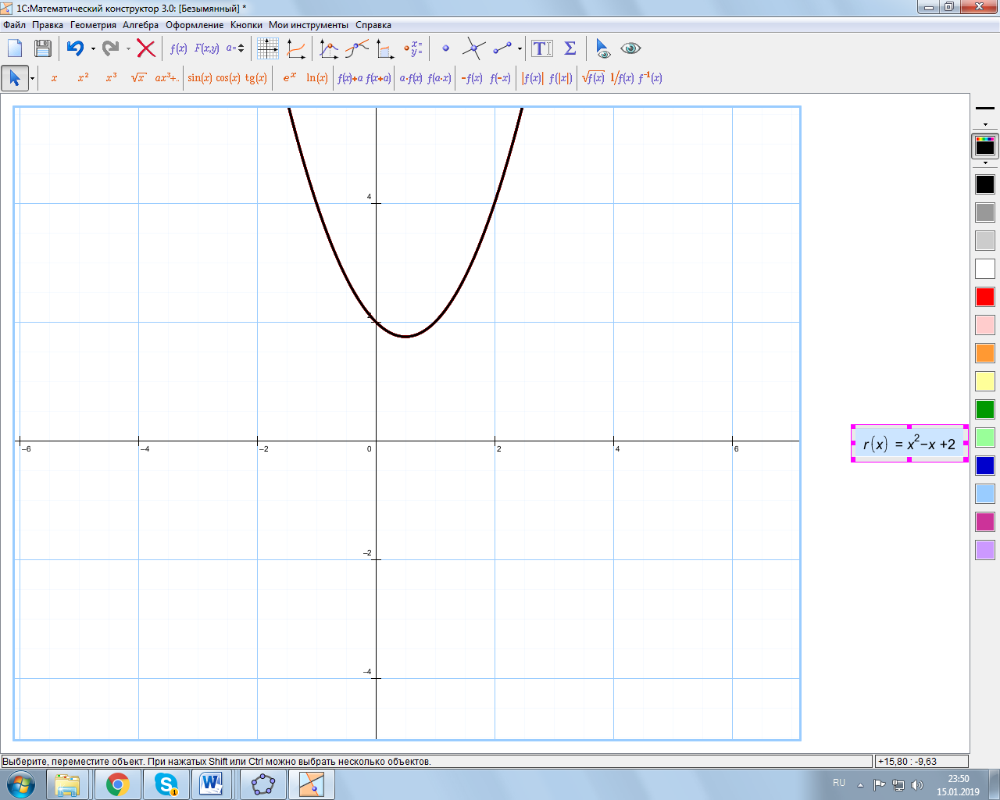 1С:Математический конструктор 3.0: [Безымянный] *
Файл Правка Геометрия Алгебра Оформление Кнопки Мои инструменты Справка
f(x) F(x,y) a= x= y= T Σ
x x² x³ √x ax³+.. sin(x) cos(x) tg(x) eˣ ln(x) f(x)+a f(x+a) a·f(x) f(a·x) -f(x) f(-x) |f(x)| f(|x|) √f(x) 1/f(x) f⁻¹(x)
4
2
–6 –4 –2 0 2 4 6
r(x) = x²–x +2
–2
–4
Выберите, переместите объект. При нажатых Shift или Ctrl можно выбрать несколько объектов. +15,80 : -9,63
S 1 W RU 23:50
15.01.2019